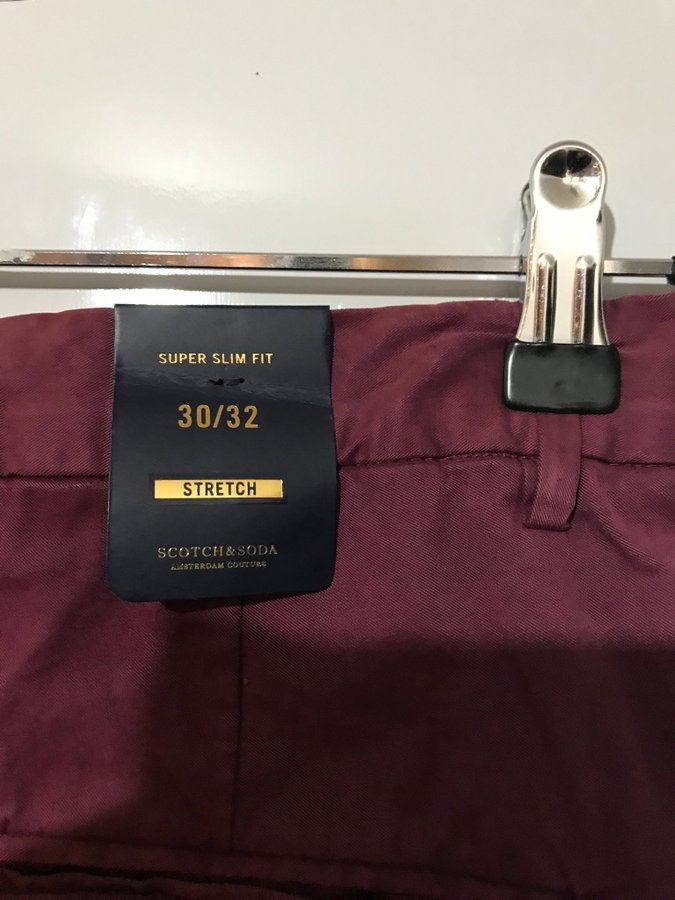 SUPER SLIM FIT
30/32
STRETCH
SCOTCH&SODA
AMSTERDAM COUTURE